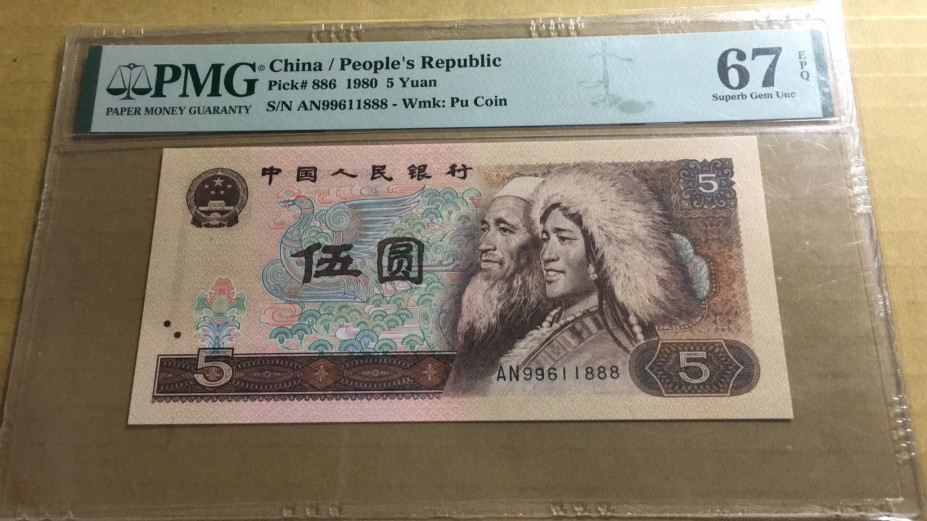 PMG® China / People's Republic
Pick# 886 1980 5 Yuan
PAPER MONEY GUARANTY
S/N AN99611888 - Wmk: Pu Coin
67 EPQ
Superb Gem Unc
中国人民银行
5
伍圆
5
AN99611888
5